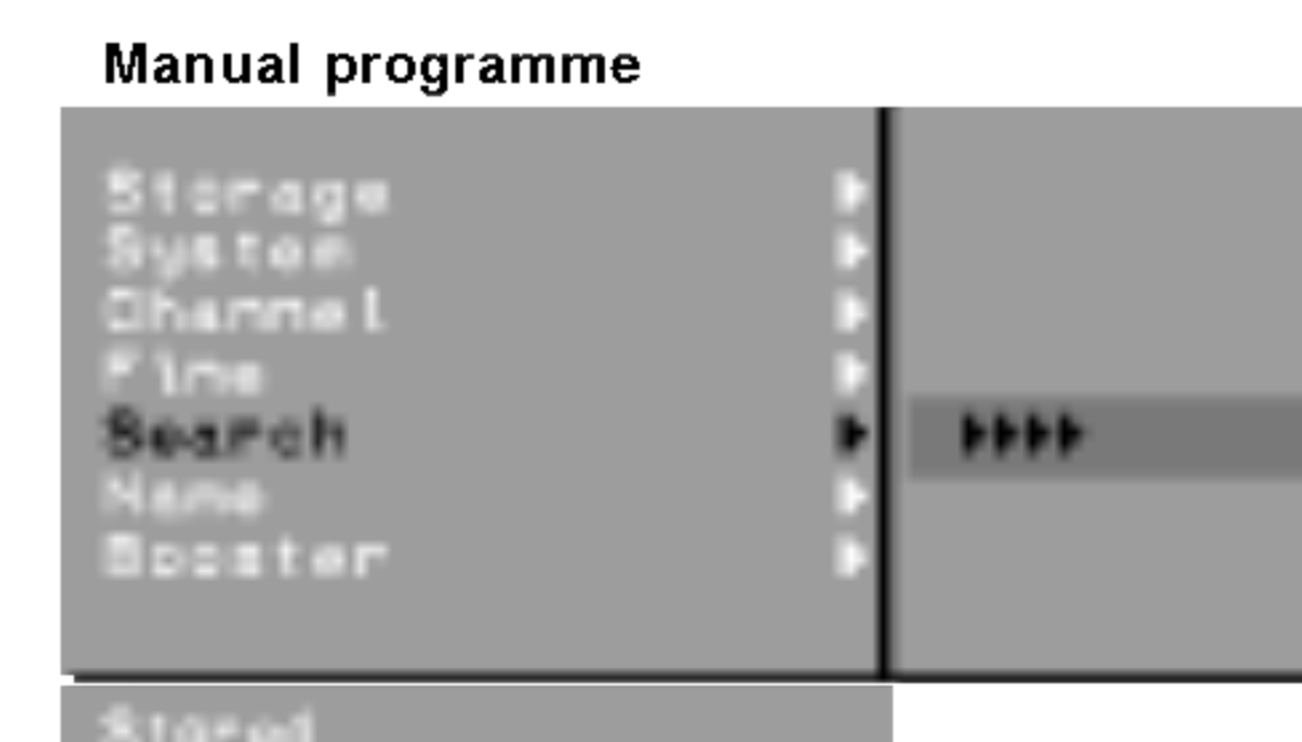 Manual programme
Storage
System
Channel
Fine
Search
Name
Booster
Stored